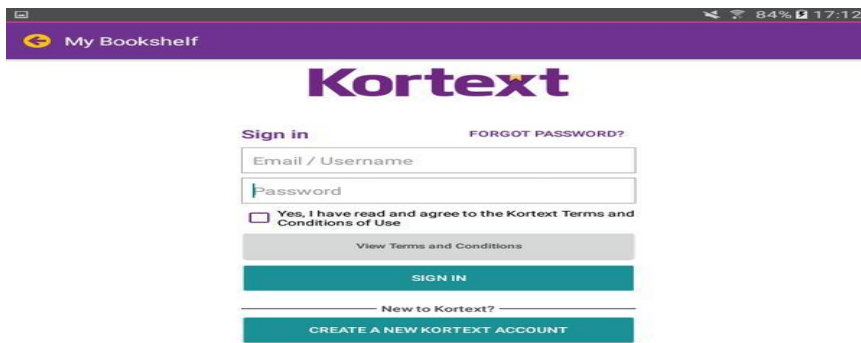 84% 17:12
My Bookshelf
Kortext
Sign in FORGOT PASSWORD?
Email / Username
Password
Yes, I have read and agree to the Kortext Terms and
Conditions of Use
View Terms and Conditions
SIGN IN
New to Kortext?
CREATE A NEW KORTEXT ACCOUNT